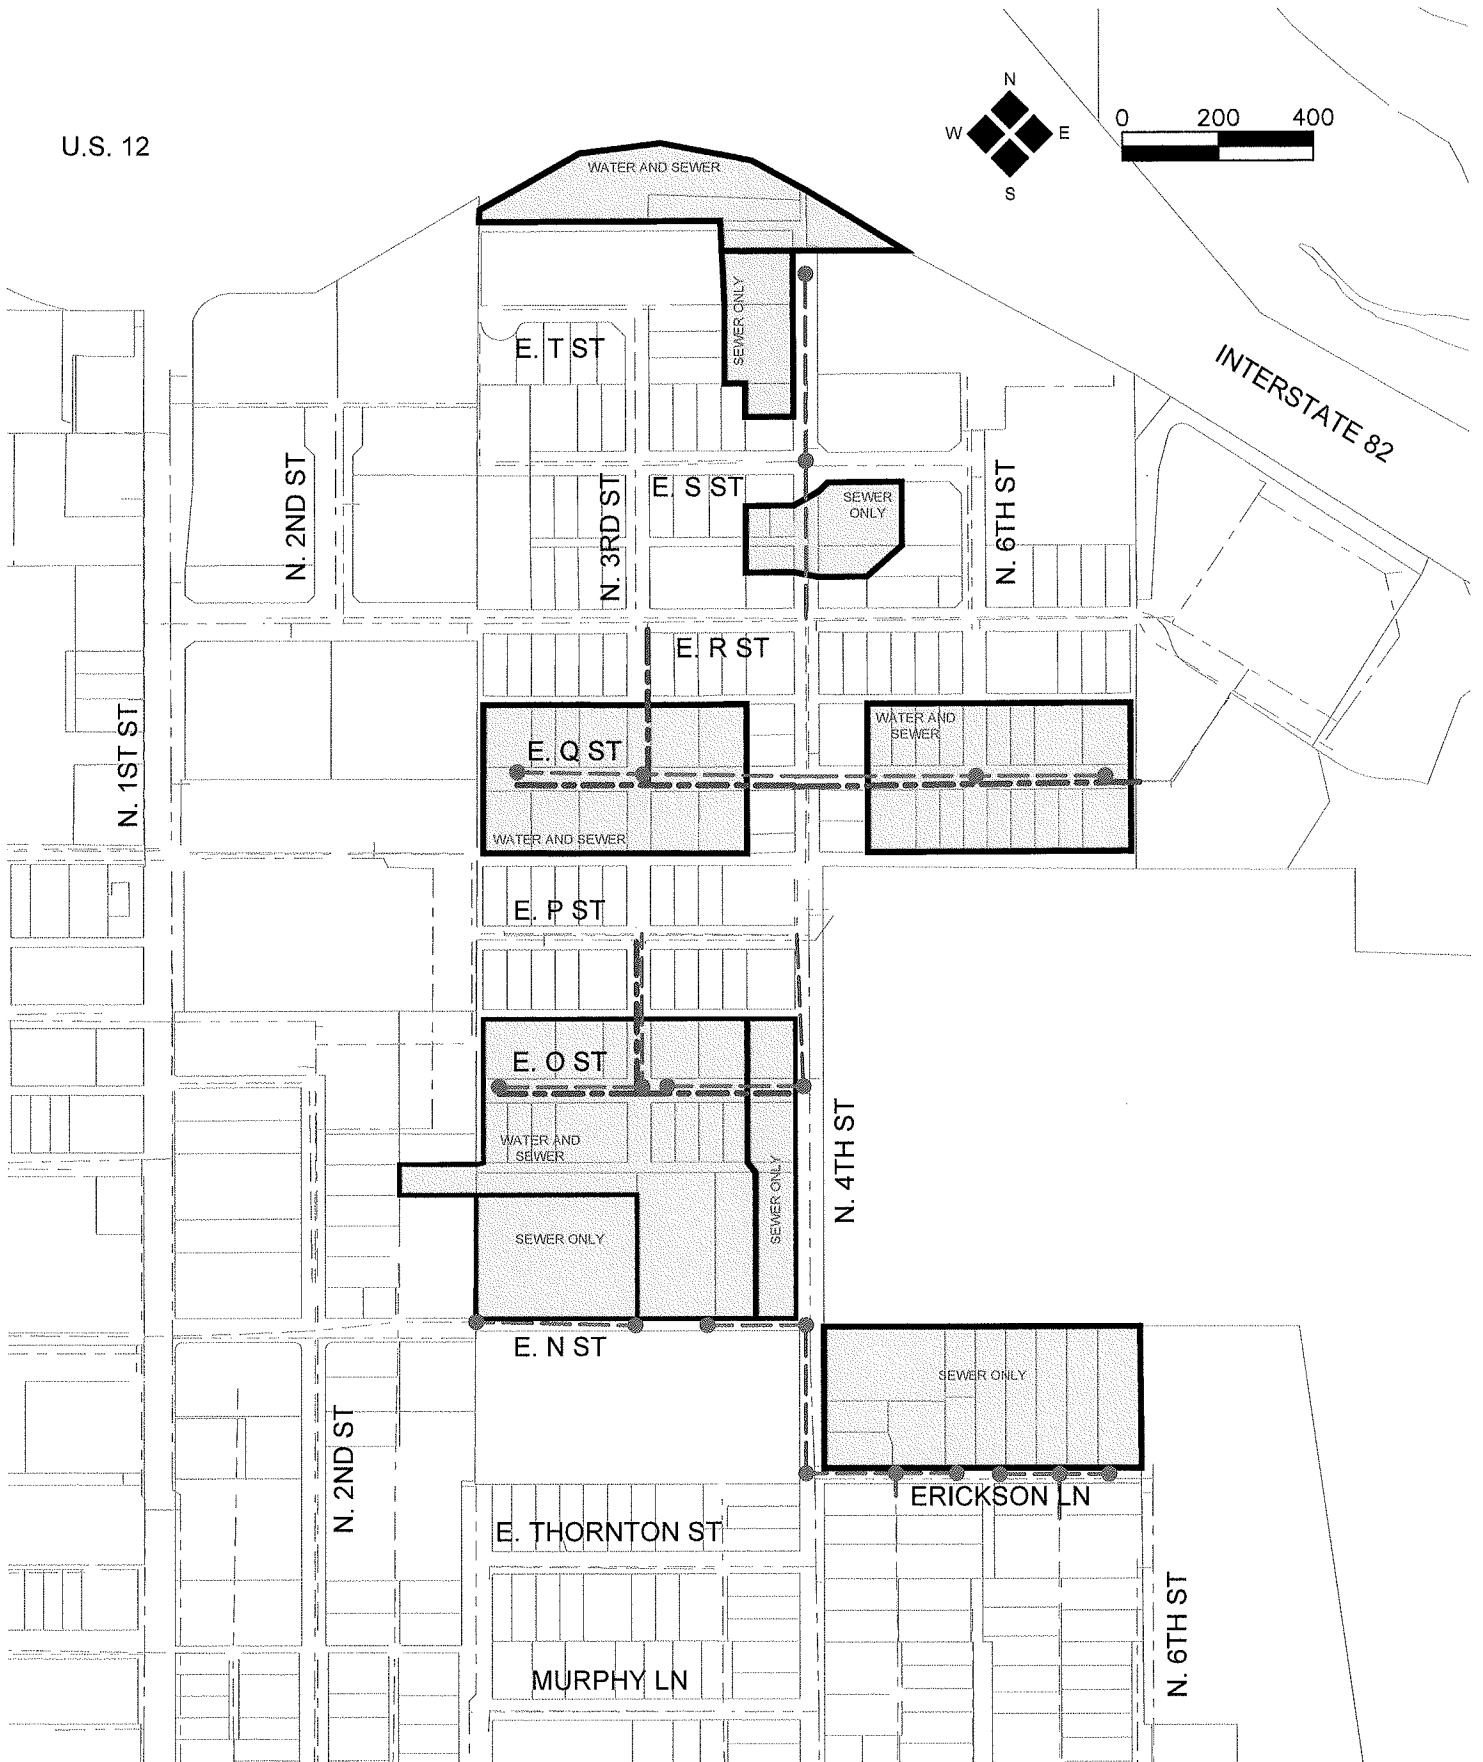 N
0 200 400
W E
U.S. 12
S
WATER AND SEWER
SEWER ONLY
E. T ST
INTERSTATE 82
N. 2ND ST
N. 3RD ST
E. S ST
SEWER
ONLY
N. 6TH ST
E. R ST
N. 1ST ST
WATER AND
SEWER
E. Q ST
WATER AND SEWER
E. P ST
E. O ST
WATER AND
SEWER
N. 4TH ST
SEWER ONLY
SEWER ONLY
E. N ST
SEWER ONLY
N. 2ND ST
ERICKSON LN
E. THORNTON ST
N. 6TH ST
MURPHY LN